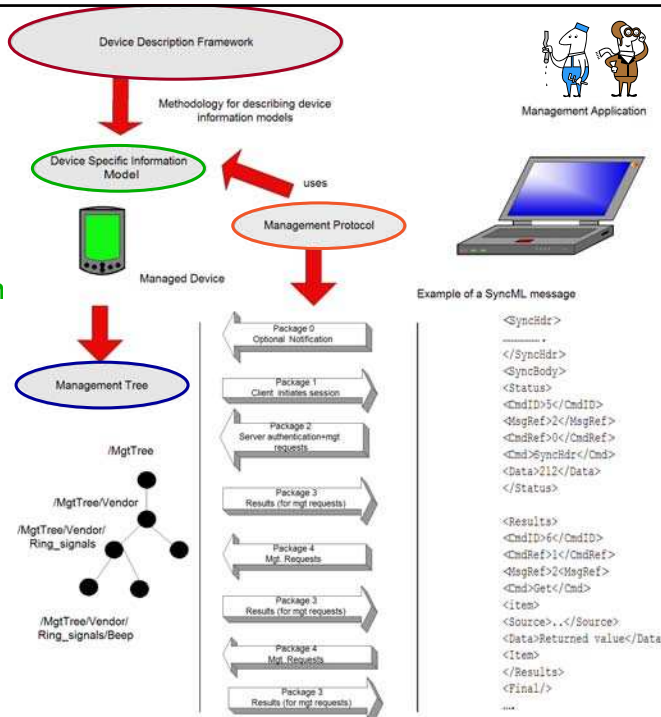 Device Description Framework
Management Application
Methodology for describing device
information models
Device Specific Information
Model
uses
Management Protocol
Managed Device
Management Tree
/MgtTree
/MgtTree/Vendor
/MgtTree/Vendor/
Ring_signals
/MgtTree/Vendor/
Ring_signals/Beep
Package 0
Optional Notification
Package 1
Client initiates session
Package 2
Server authentication+mgt
requests
Package 3
Results (for mgt requests)
Package 4
Mgt. Requests
Package 3
Results (for mgt requests)
Package 4
Mgt. Requests
Package 3
Results (for mgt requests)
Example of a SyncML message
<SyncHdr>
..............
</SyncHdr>
<SyncBody>
<Status>
<CmdID>5</CmdID>
<MsgRef>2</MsgRef>
<CmdRef>0</CmdRef>
<Cmd>SyncHdr</Cmd>
<Data>212</Data>
</Status>
<Results>
<CmdID>6</CmdID>
<CmdRef>1</CmdRef>
<MsgRef>2<MsgRef>
<Cmd>Get</Cmd>
<item>
<Source>..</Source>
<Data>Returned value</Data
<Item>
</Results>
<Final/>
....